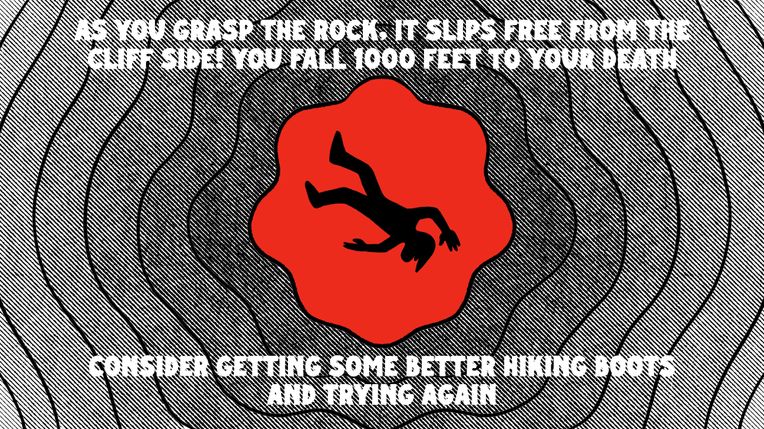 AS YOU GRASP THE ROCK, IT SLIPS FREE FROM THE
CLIFF SIDE! YOU FALL 1000 FEET TO YOUR DEATH
CONSIDER GETTING SOME BETTER HIKING BOOTS
AND TRYING AGAIN